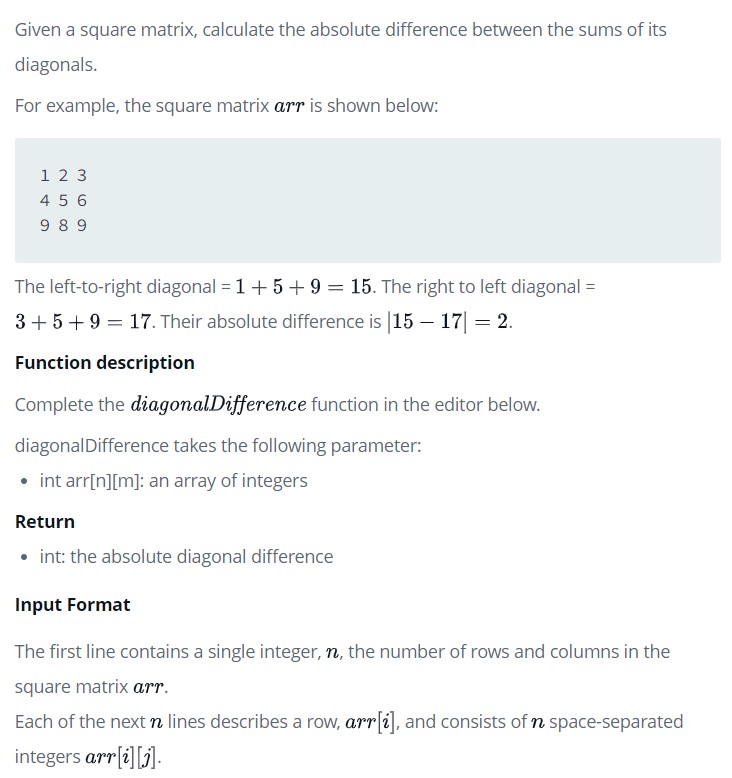 Given a square matrix, calculate the absolute difference between the sums of its
diagonals.
For example, the square matrix arr is shown below:
1 2 3
4 5 6
9 8 9
The left-to-right diagonal = 1 + 5 + 9 = 15. The right to left diagonal =
3 + 5 + 9 = 17. Their absolute difference is |15 − 17| = 2.
Function description
Complete the diagonalDifference function in the editor below.
diagonalDifference takes the following parameter:
• int arr[n][m]: an array of integers
Return
• int: the absolute diagonal difference
Input Format
The first line contains a single integer, n, the number of rows and columns in the
square matrix arr.
Each of the next n lines describes a row, arr[i], and consists of n space-separated
integers arr[i][j].